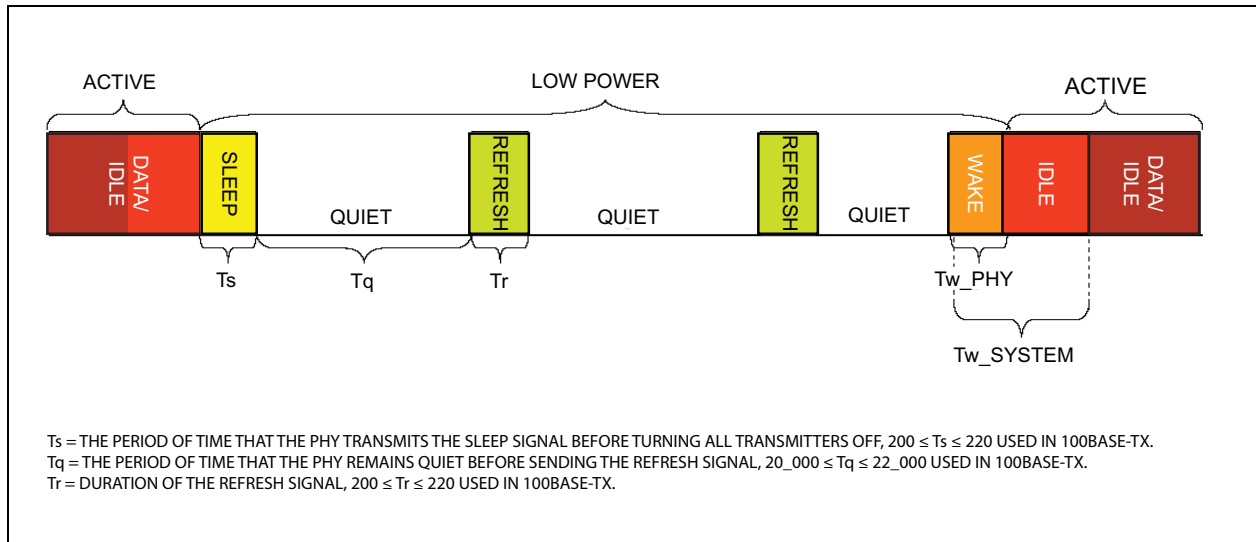 ACTIVE
LOW POWER
ACTIVE
DATA/
IDLE
SLEEP
QUIET
REFRESH
QUIET
REFRESH
QUIET
WAKE
IDLE
DATA/
IDLE
Ts
Tq
Tr
Tw_PHY
Tw_SYSTEM
Ts = THE PERIOD OF TIME THAT THE PHY TRANSMITS THE SLEEP SIGNAL BEFORE TURNING ALL TRANSMITTERS OFF, 200 ≤ Ts ≤ 220 USED IN 100BASE-TX.
Tq = THE PERIOD OF TIME THAT THE PHY REMAINS QUIET BEFORE SENDING THE REFRESH SIGNAL, 20_000 ≤ Tq ≤ 22_000 USED IN 100BASE-TX.
Tr = DURATION OF THE REFRESH SIGNAL, 200 ≤ Tr ≤ 220 USED IN 100BASE-TX.